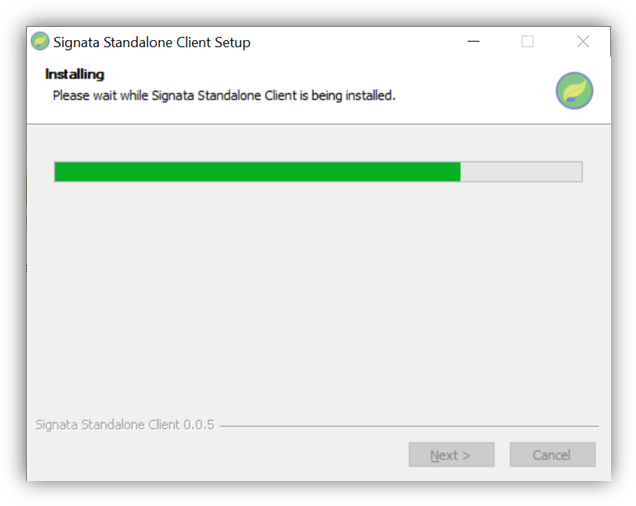 Signata Standalone Client Setup
Installing
Please wait while Signata Standalone Client is being installed.
Signata Standalone Client 0.0.5
Next >
Cancel